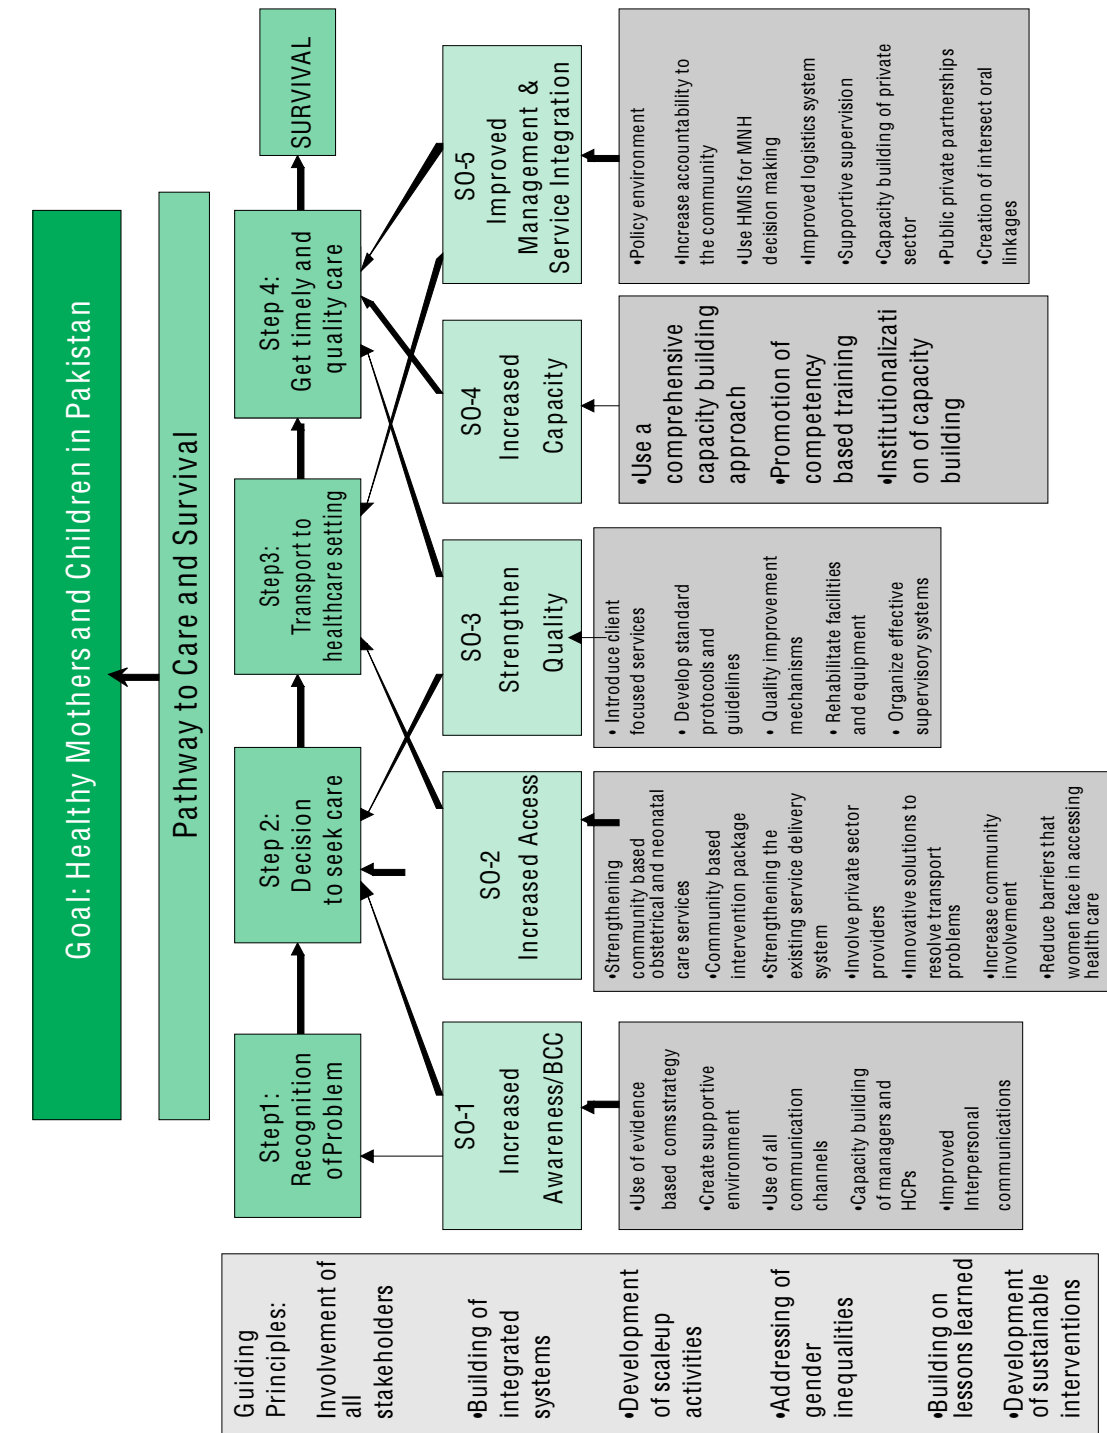 Goal: Healthy Mothers and Children in Pakistan
Pathway to Care and Survival
Step1:
Recognition
ofProblem
Step 2:
Decision
to seek care
Step3:
Transport to
healthcare setting
Step 4:
Get timely and
quality care
SURVIVAL
SO-1
Increased
Awareness/BCC
SO-2
Increased Access
SO-3
Strengthen
Quality
SO-4
Increased
Capacity
SO-5
Improved
Management &
Service Integration
Guiding
Principles:
Involvement of
all
stakeholders
•Building of
integrated
systems
•Development
of scale-up
activities
•Addressing of
gender
inequalities
•Building on
lessons learned
•Development
of sustainable
interventions
•Use of evidence
based comsstrategy
•Create supportive
environment
•Use of all
communication
channels
•Capacity building
of managers and
HCPs
•Improved
Interpersonal
communications
•Strengthening
community based
obstetrical and neonatal
care services
•Community based
intervention package
•Strengthening the
existing service delivery
system
•Involve private sector
providers
•Innovative solutions to
resolve transport
problems
•Increase community
involvement
•Reduce barriers that
women face in accessing
health care
• Introduce client
focused services
• Develop standard
protocols and
guidelines
• Quality improvement
mechanisms
• Rehabilitate facilities
and equipment
• Organize effective
supervisory systems
•Use a
comprehensive
capacity building
approach
•Promotion of
competency-
based training
•Institutionalizati
on of capacity
building
•Policy environment
•Increase accountability to
the community
•Use HMIS for MNH
decision making
•Improved logistics system
•Supportive supervision
•Capacity building of private
sector
•Public private partnerships
•Creation of intersect oral
linkages